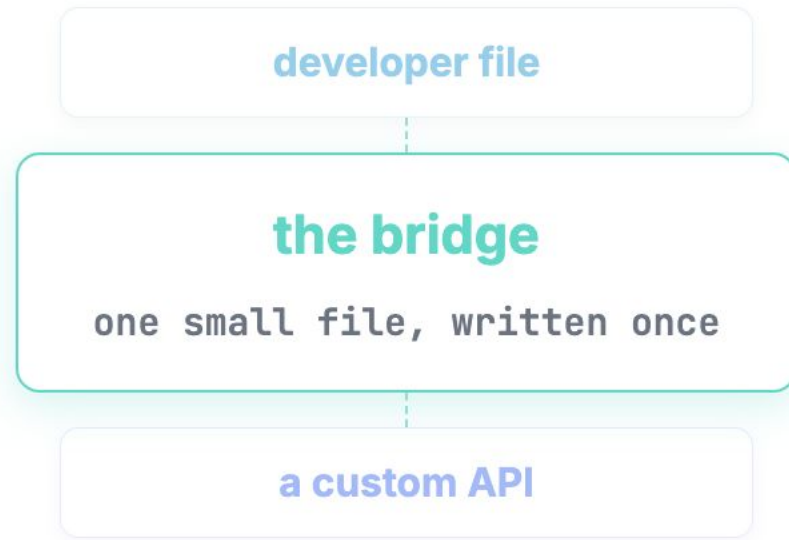 developer file
the bridge
one small file, written once
a custom API